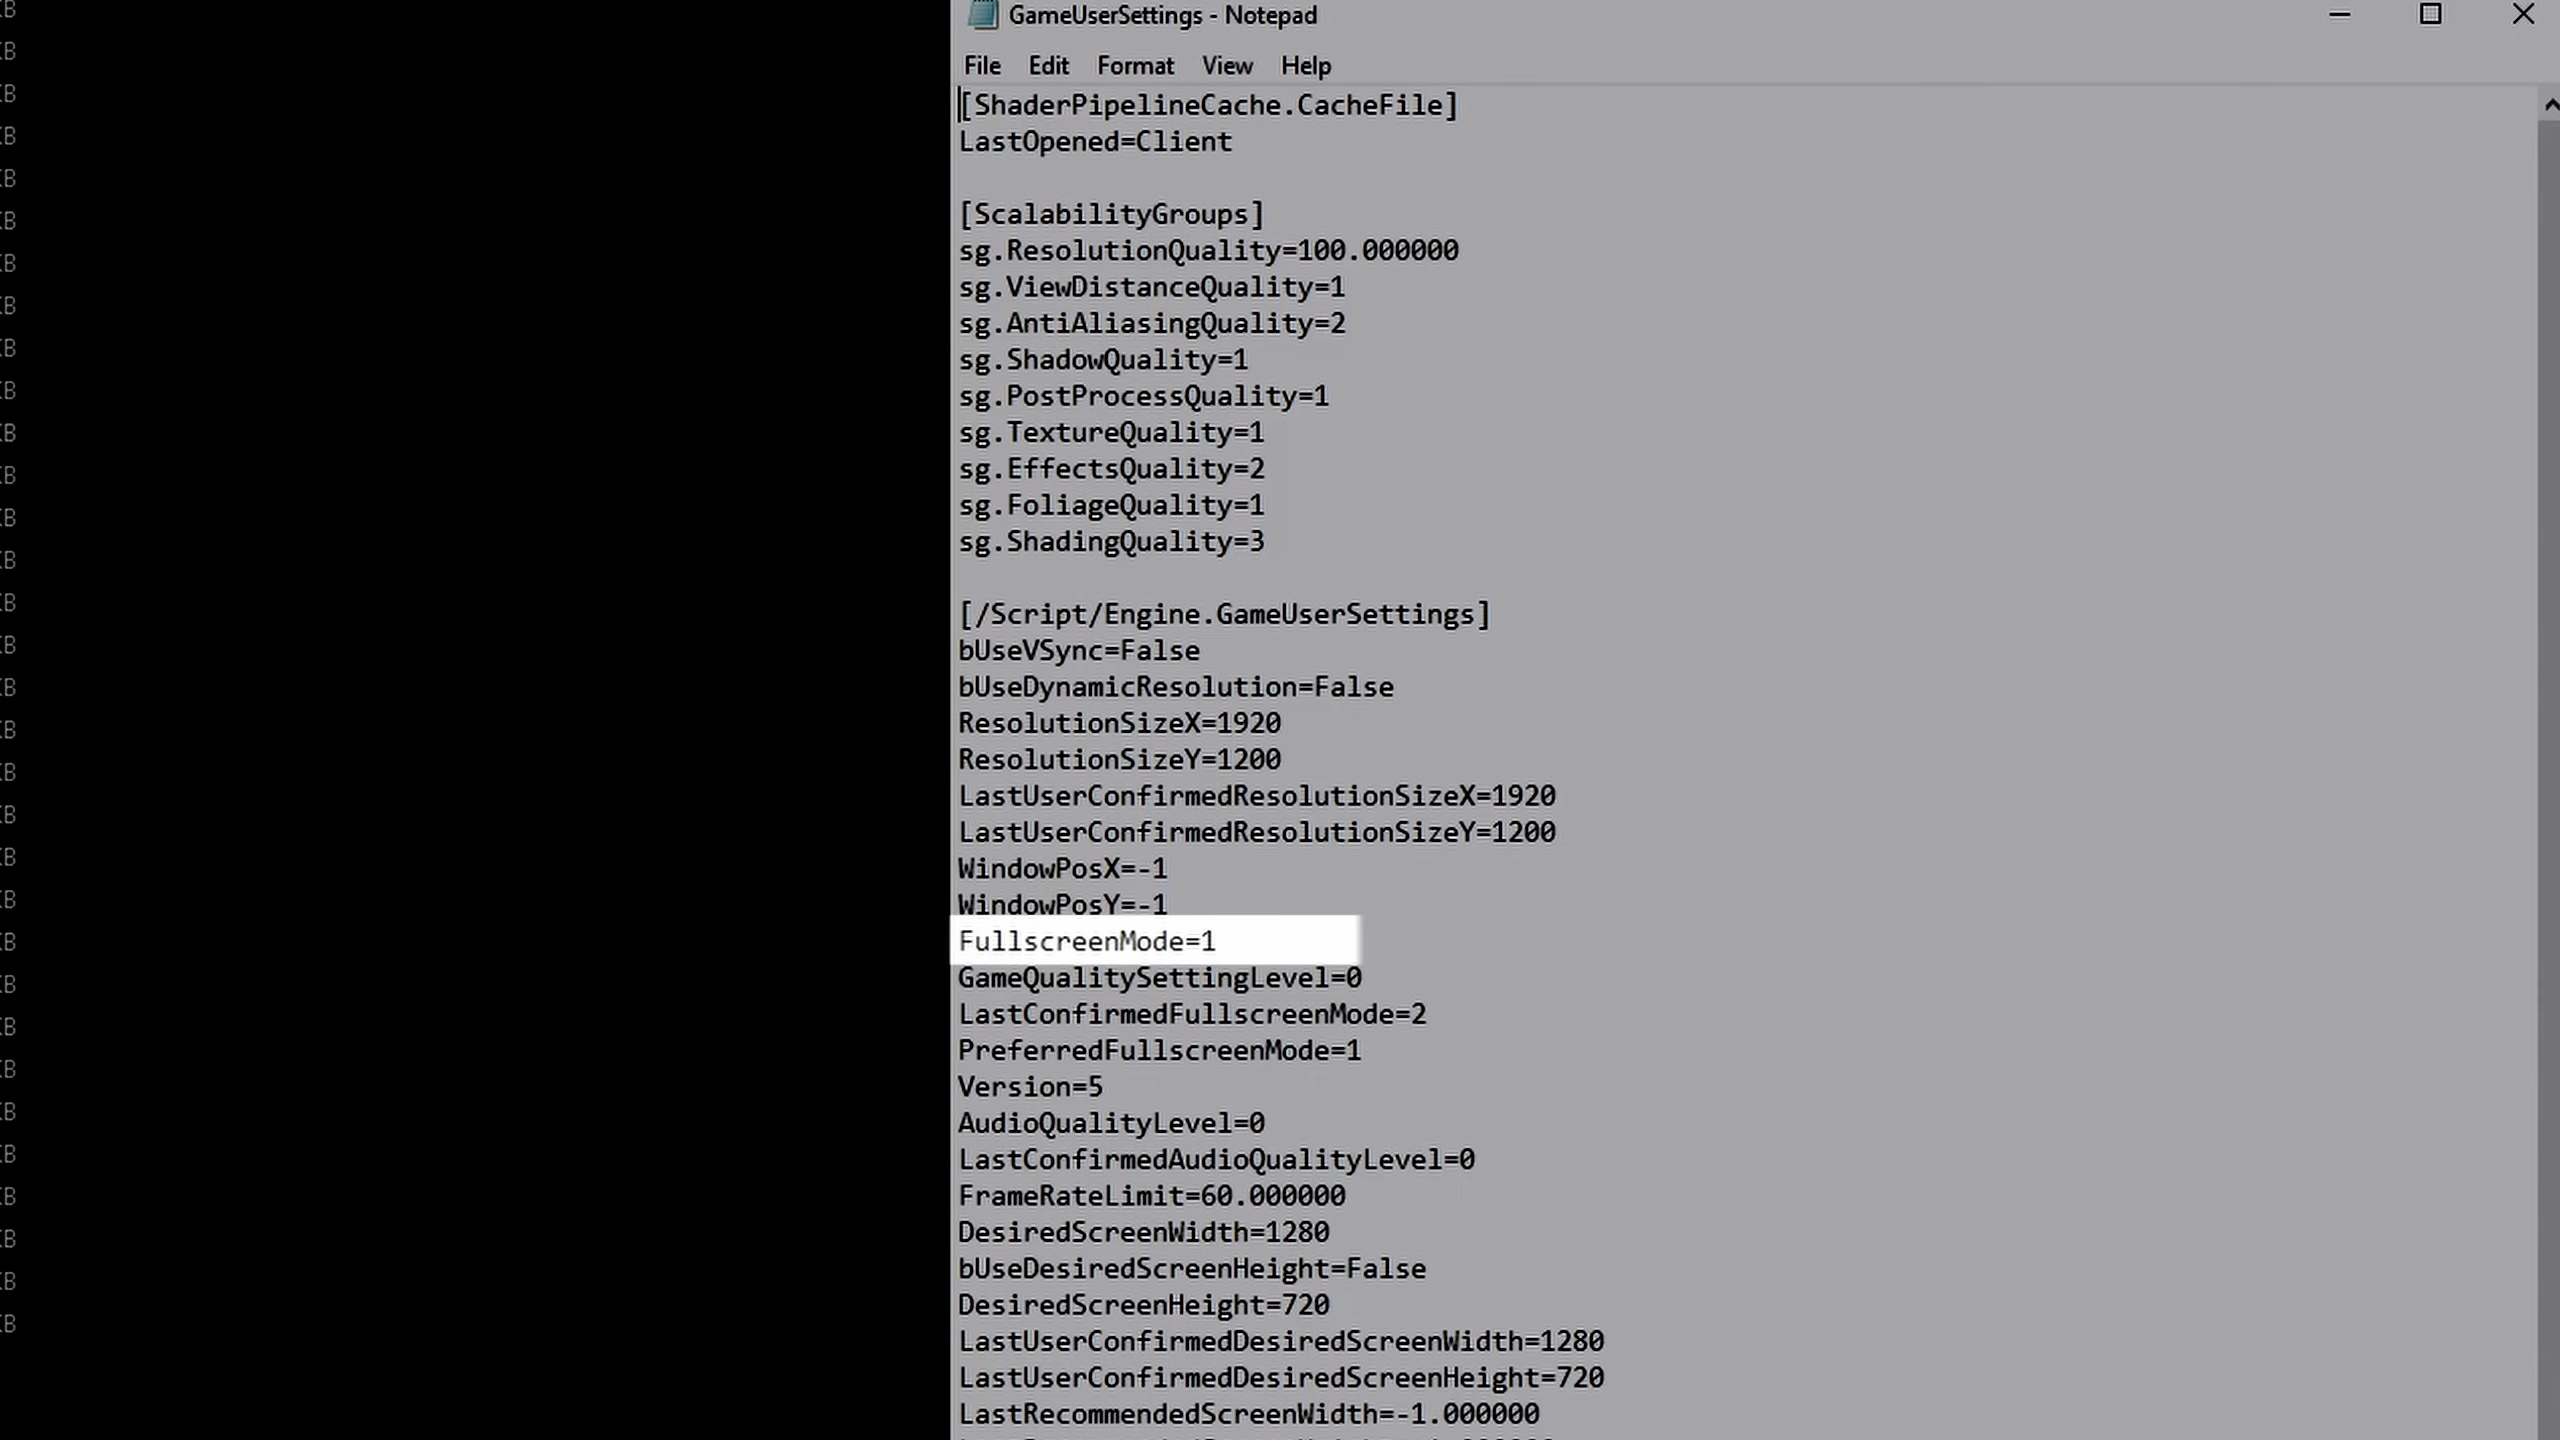 GameUserSettings - Notepad
File Edit Format View Help
[ShaderPipelineCache.CacheFile]
LastOpened=Client
[ScalabilityGroups]
sg.ResolutionQuality=100.000000
sg.ViewDistanceQuality=1
sg.AntiAliasingQuality=2
sg.ShadowQuality=1
sg.PostProcessQuality=1
sg.TextureQuality=1
sg.EffectsQuality=2
sg.FoliageQuality=1
sg.ShadingQuality=3
[/Script/Engine.GameUserSettings]
bUseVSync=False
bUseDynamicResolution=False
ResolutionSizeX=1920
ResolutionSizeY=1200
LastUserConfirmedResolutionSizeX=1920
LastUserConfirmedResolutionSizeY=1200
WindowPosX=-1
WindowPosY=-1
FullscreenMode=1
GameQualitySettingLevel=0
LastConfirmedFullscreenMode=2
PreferredFullscreenMode=1
Version=5
AudioQualityLevel=0
LastConfirmedAudioQualityLevel=0
FrameRateLimit=60.000000
DesiredScreenWidth=1280
bUseDesiredScreenHeight=False
DesiredScreenHeight=720
LastUserConfirmedDesiredScreenWidth=1280
LastUserConfirmedDesiredScreenHeight=720
LastRecommendedScreenWidth=-1.000000